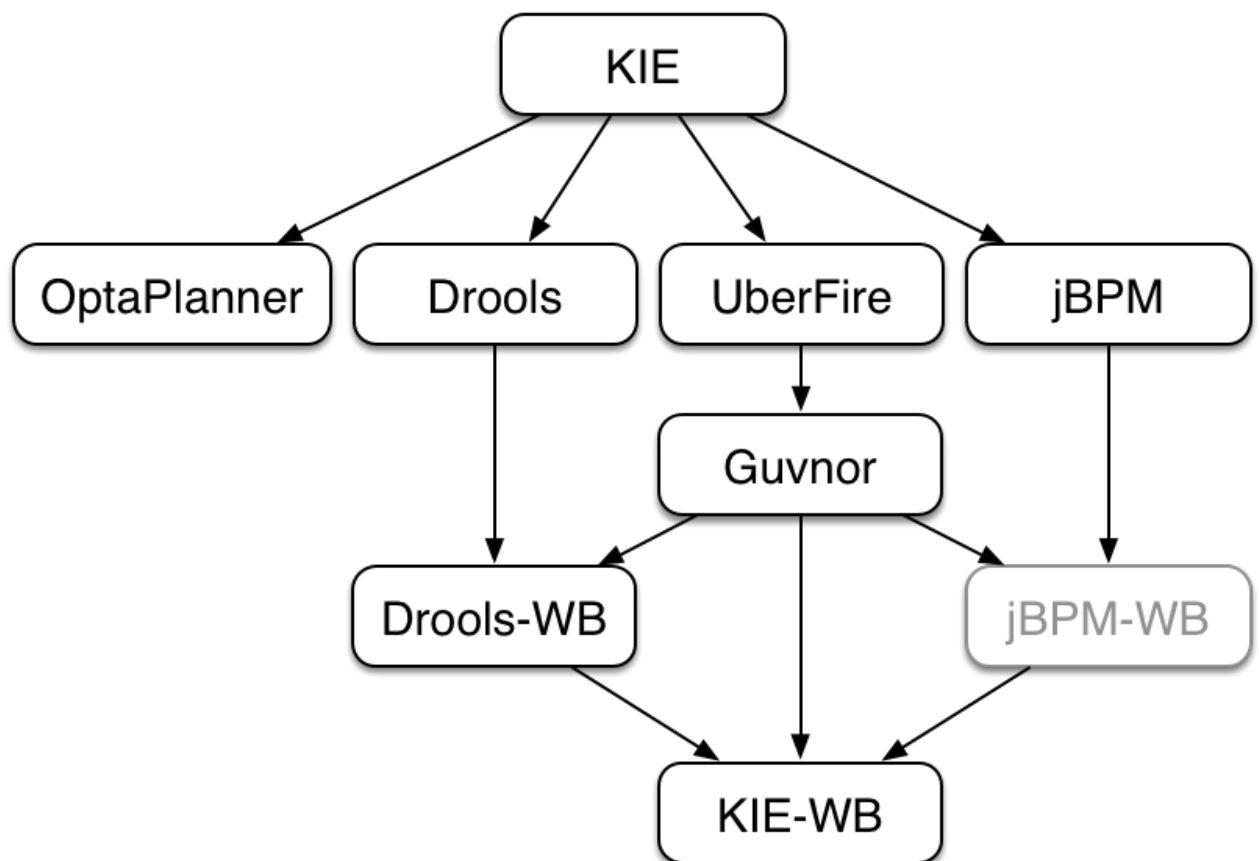 KIE
OptaPlanner
Drools
UberFire
jBPM
Guvnor
Drools-WB
jBPM-WB
KIE-WB